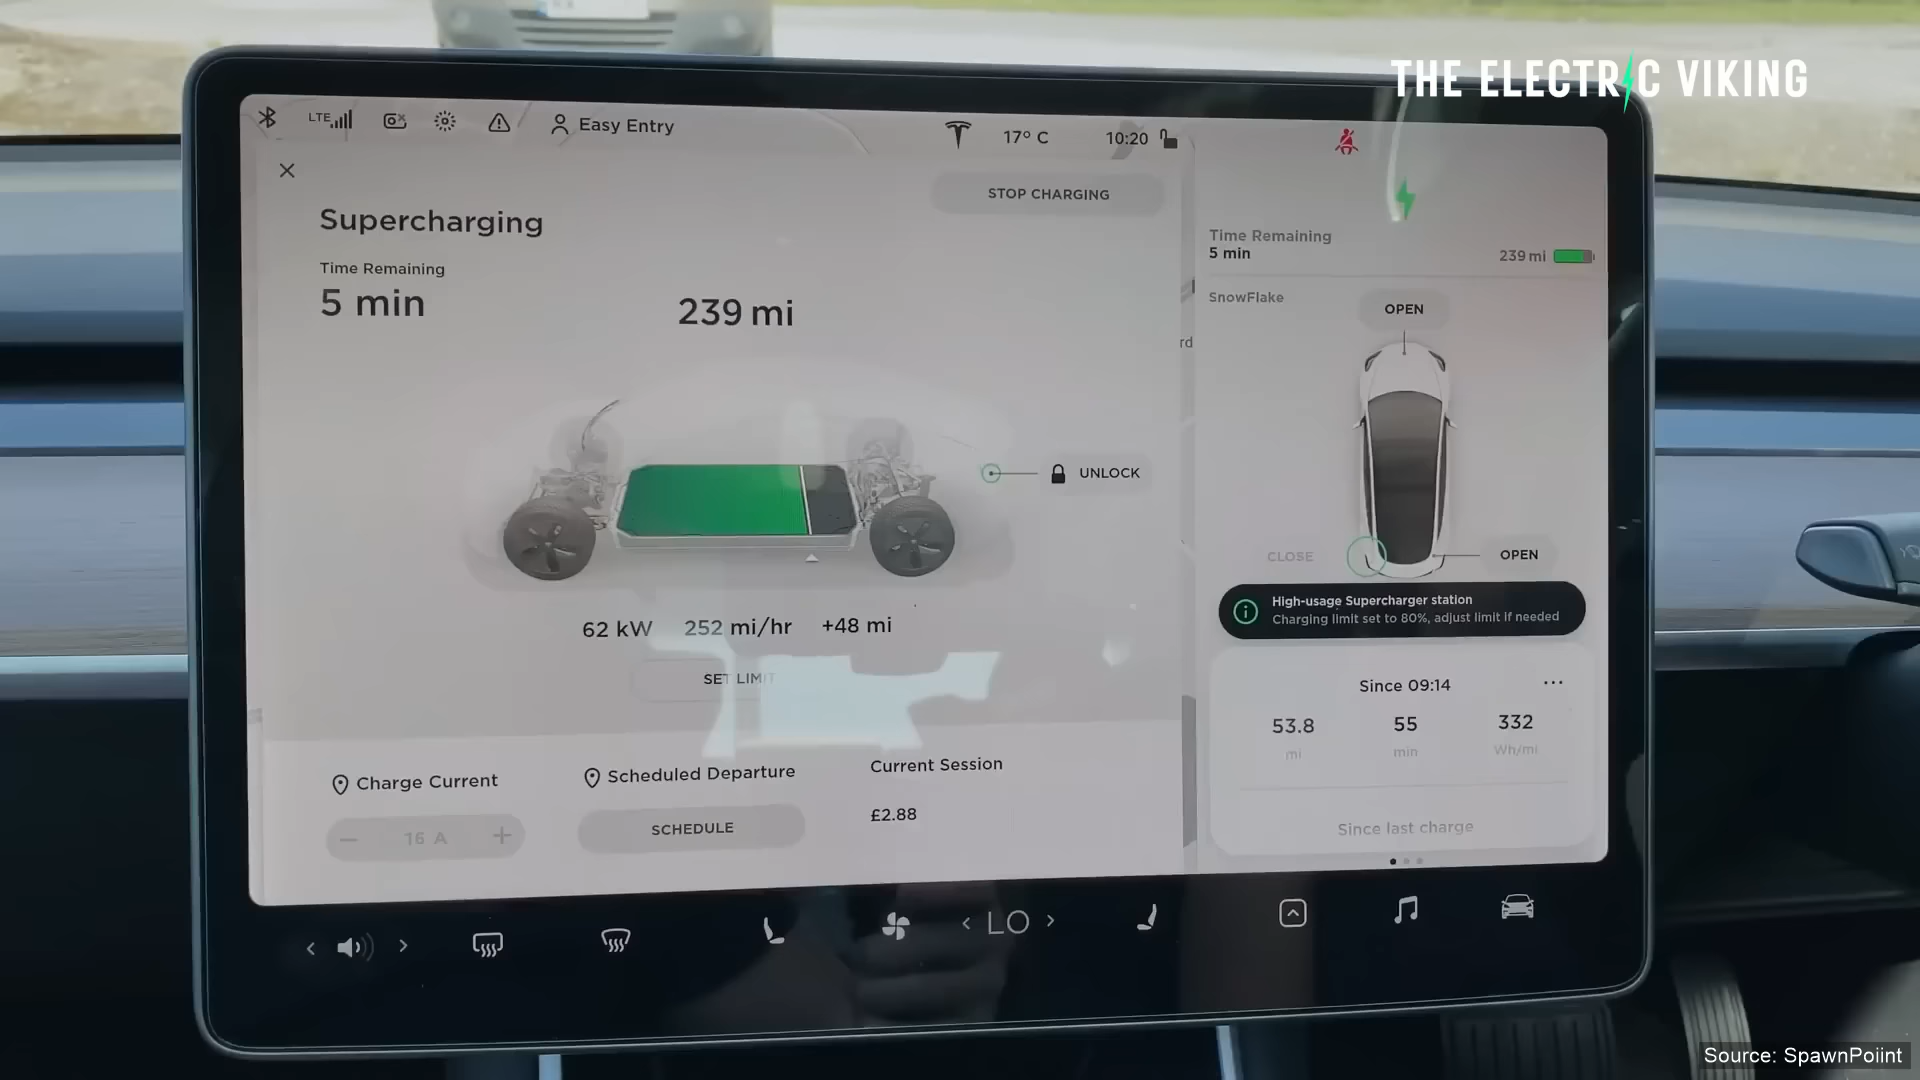 THE ELECTRIC VIKING
LTE
Easy Entry
17° C
10:20
STOP CHARGING
Supercharging
Time Remaining
5 min
239 mi
UNLOCK
62 kW 252 mi/hr +48 mi
SET LIMIT
Charge Current
16 A
Scheduled Departure
SCHEDULE
Current Session
£2.88
Time Remaining
5 min
239 mi
SnowFlake
rd
OPEN
CLOSE
OPEN
High-usage Supercharger station
Charging limit set to 80%, adjust limit if needed
Since 09:14
53.8 55 332
mi min Wh/mi
Since last charge
LO
Source: SpawnPoiint